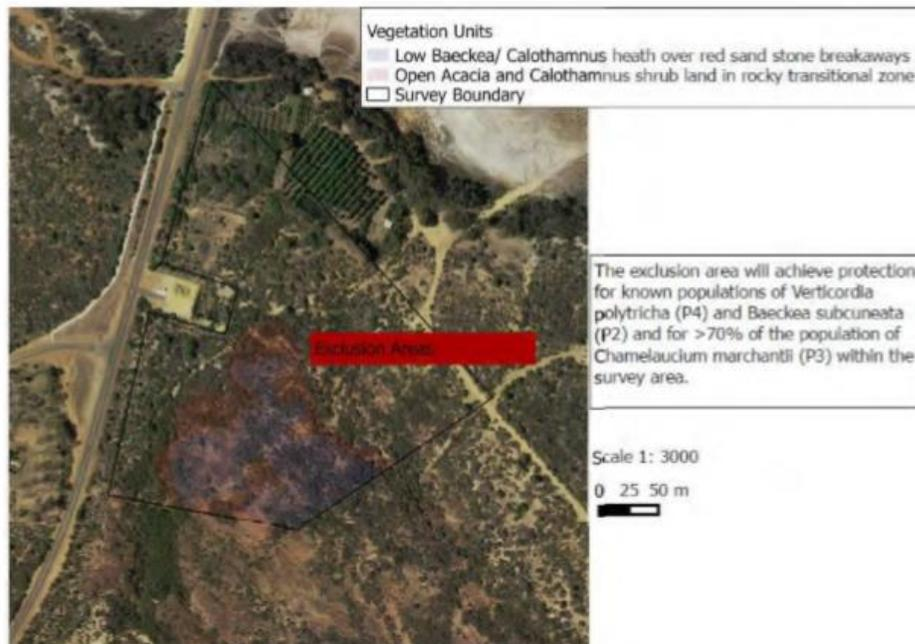 Vegetation Units
Low Baeckea/ Calothamnus heath over red sand stone breakaways
Open Acacia and Calothamnus shrub land in rocky transitional zone
Survey Boundary
Exclusion Areas
The exclusion area will achieve protection
for known populations of Verticordia
polytricha (P4) and Baeckea subcuneata
(P2) and for >70% of the population of
Chamelaucium marchantii (P3) within the
survey area.
Scale 1: 3000
0 25 50 m